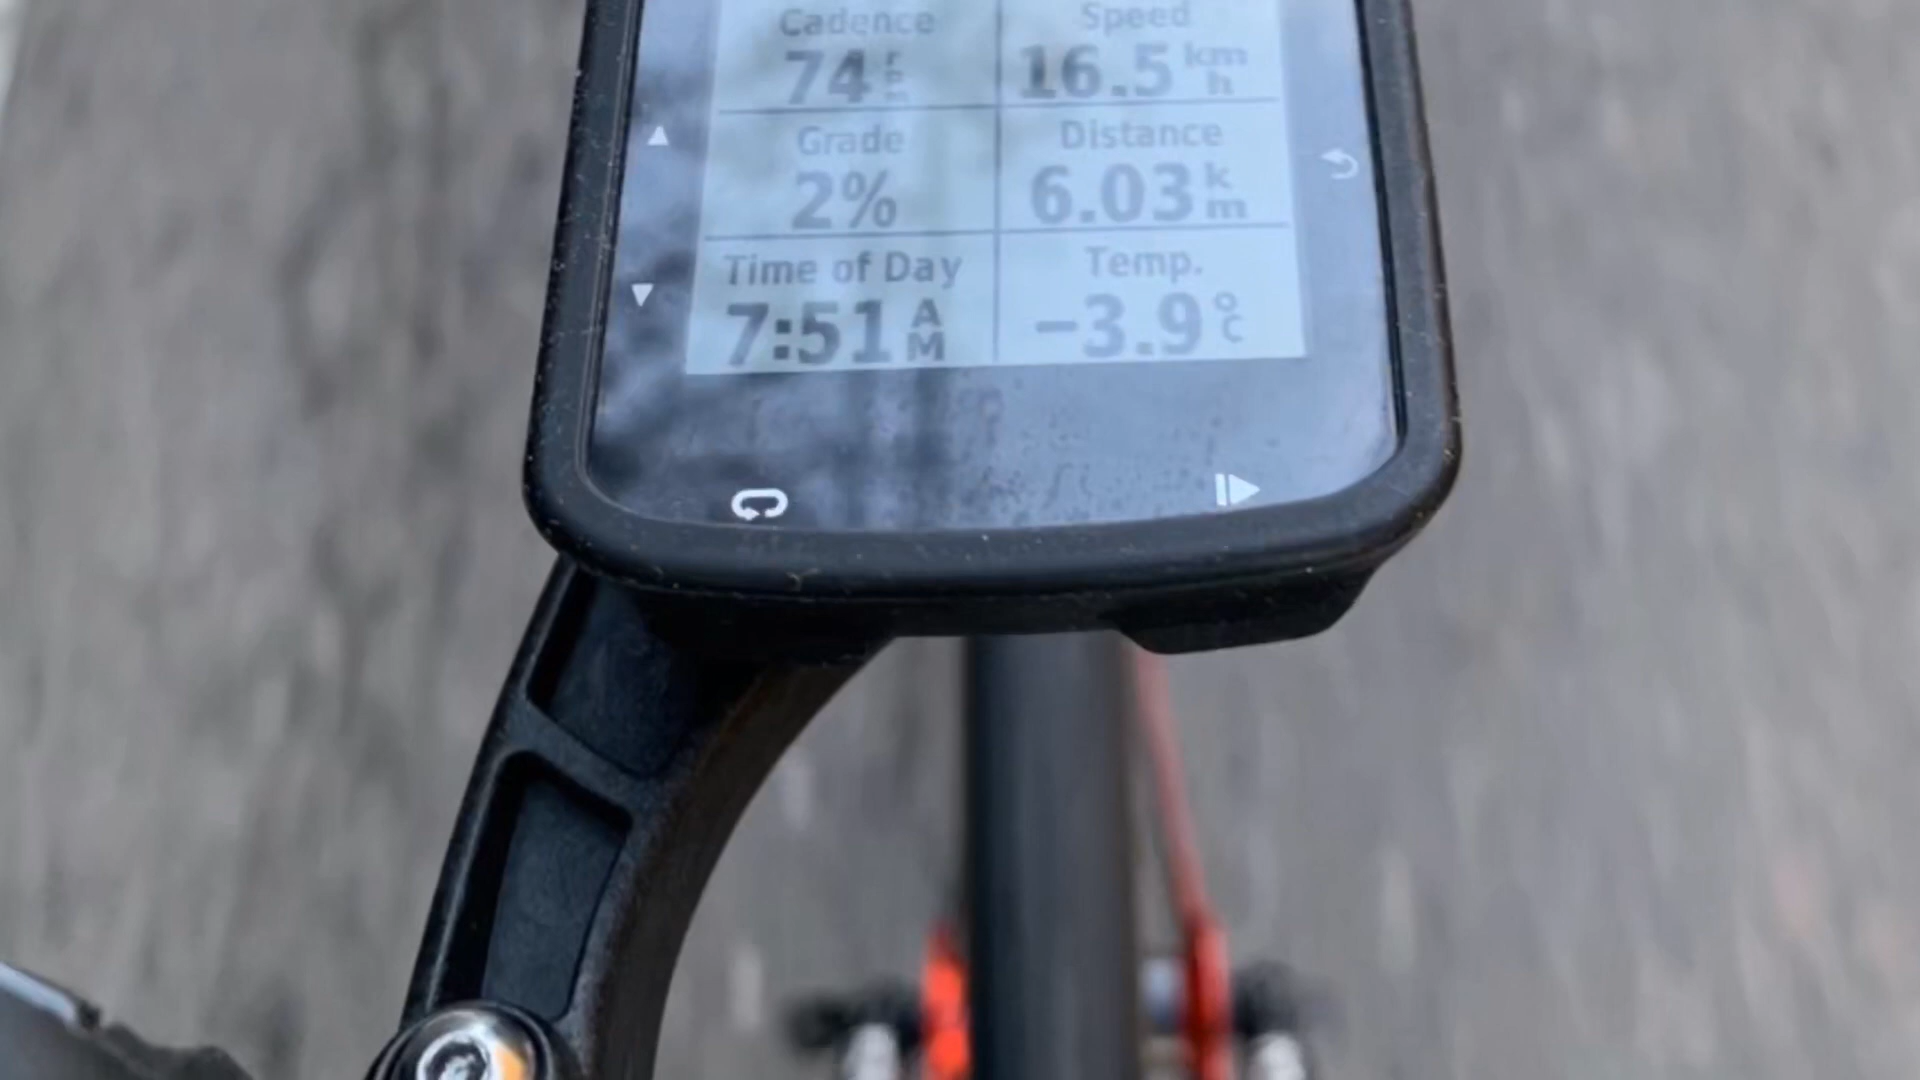 Cadence Speed
74 rpm 16.5 km/h
Grade Distance
2% 6.03 km
Time of Day Temp.
7:51 AM -3.9 °C